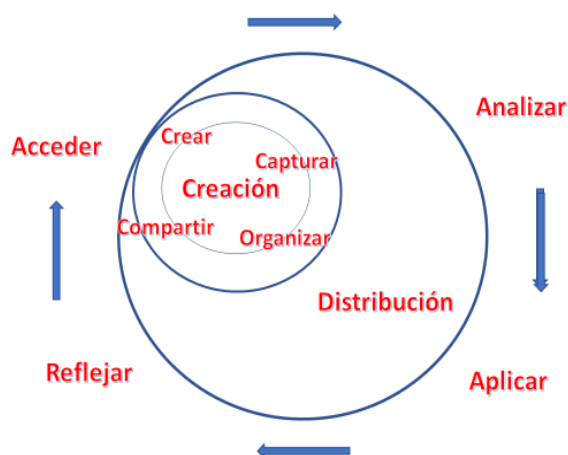 Analizar
Acceder
Crear
Capturar
Creación
Compartir
Organizar
Distribución
Reflejar
Aplicar